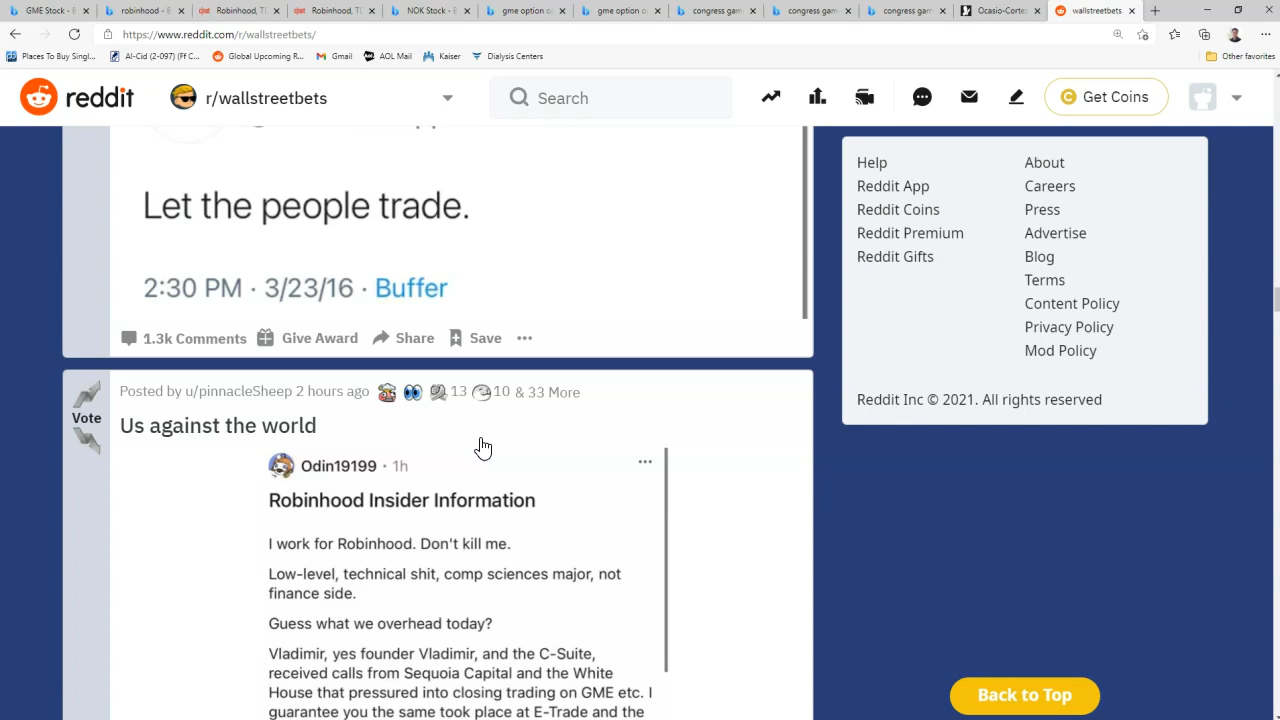 GME Stock - B
robinhood - B
Robinhood, T
Robinhood, T
NOK Stock - B
gme option o
gme option o
congress gam
congress gam
congress gam
Ocasio-Corte
wallstreetbets
https://www.reddit.com/r/wallstreetbets/
Places To Buy Singl...
Al-Cid (2-097) (Ff C...
Global Upcoming R...
Gmail
AOL Mail
Kaiser
Dialysis Centers
Other favorites
reddit
r/wallstreetbets
Search
Get Coins
Let the people trade.
2:30 PM · 3/23/16 · Buffer
1.3k Comments
Give Award
Share
Save
Posted by u/pinnacleSheep 2 hours ago
13
10 & 33 More
Vote
Us against the world
Odin19199 · 1h
Robinhood Insider Information
I work for Robinhood. Don't kill me.
Low-level, technical shit, comp sciences major, not
finance side.
Guess what we overhead today?
Vladimir, yes founder Vladimir, and the C-Suite,
received calls from Sequoia Capital and the White
House that pressured into closing trading on GME etc. I
guarantee you the same took place at E-Trade and the
Help
About
Reddit App
Careers
Reddit Coins
Press
Reddit Premium
Advertise
Reddit Gifts
Blog
Terms
Content Policy
Privacy Policy
Mod Policy
Reddit Inc © 2021. All rights reserved
Back to Top